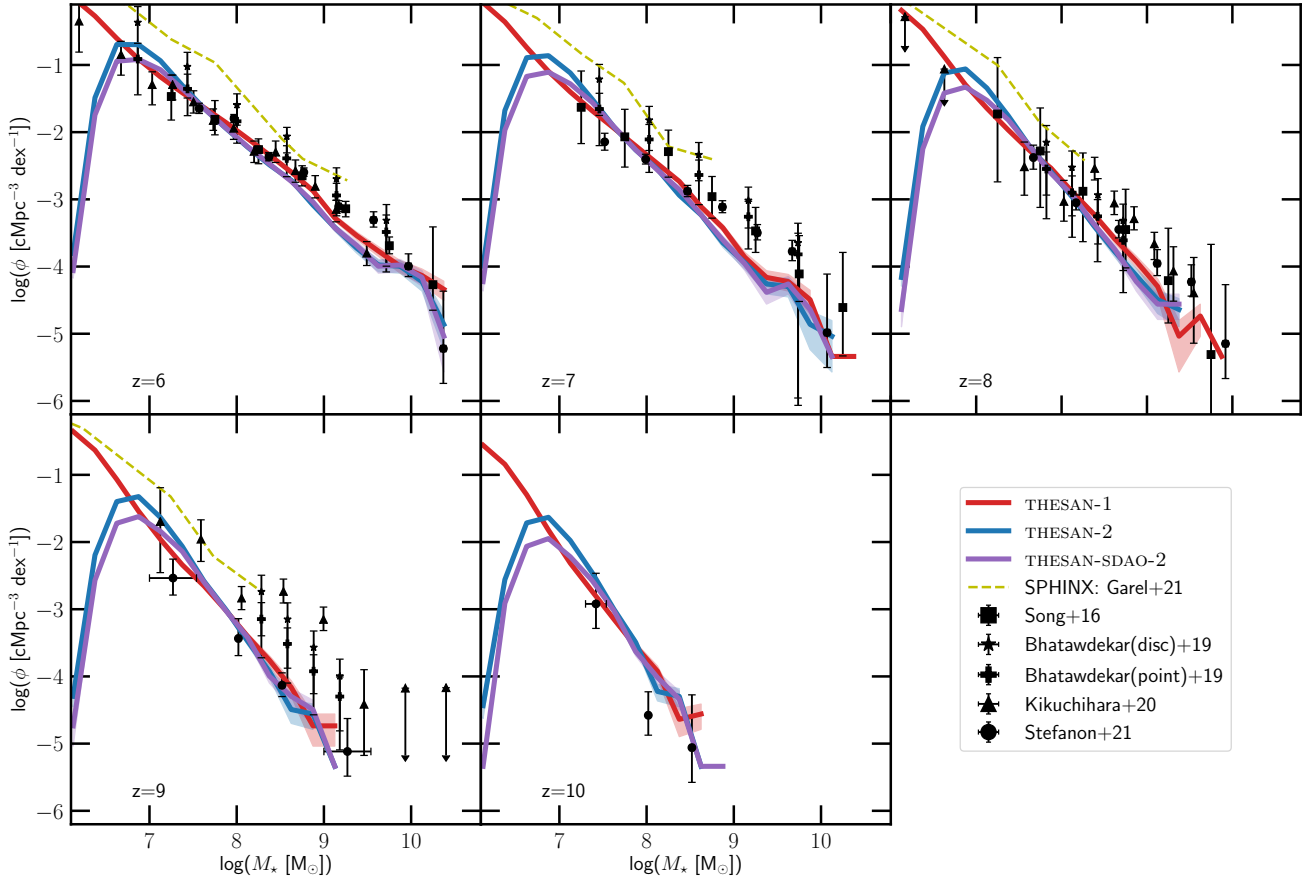 log(ϕ [cMpc⁻³ dex⁻¹])
−1
−2
−3
−4
−5
−6
z=6
z=7
z=8
log(ϕ [cMpc⁻³ dex⁻¹])
−1
−2
−3
−4
−5
−6
z=9
z=10
7
8
9
10
7
8
9
10
log(M⋆ [M⊙])
log(M⋆ [M⊙])
THESAN-1
THESAN-2
THESAN-SDAO-2
SPHINX: Garel+21
Song+16
Bhatawdekar(disc)+19
Bhatawdekar(point)+19
Kikuchihara+20
Stefanon+21